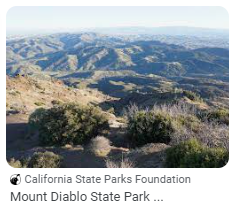 California State Parks Foundation
Mount Diablo State Park ...